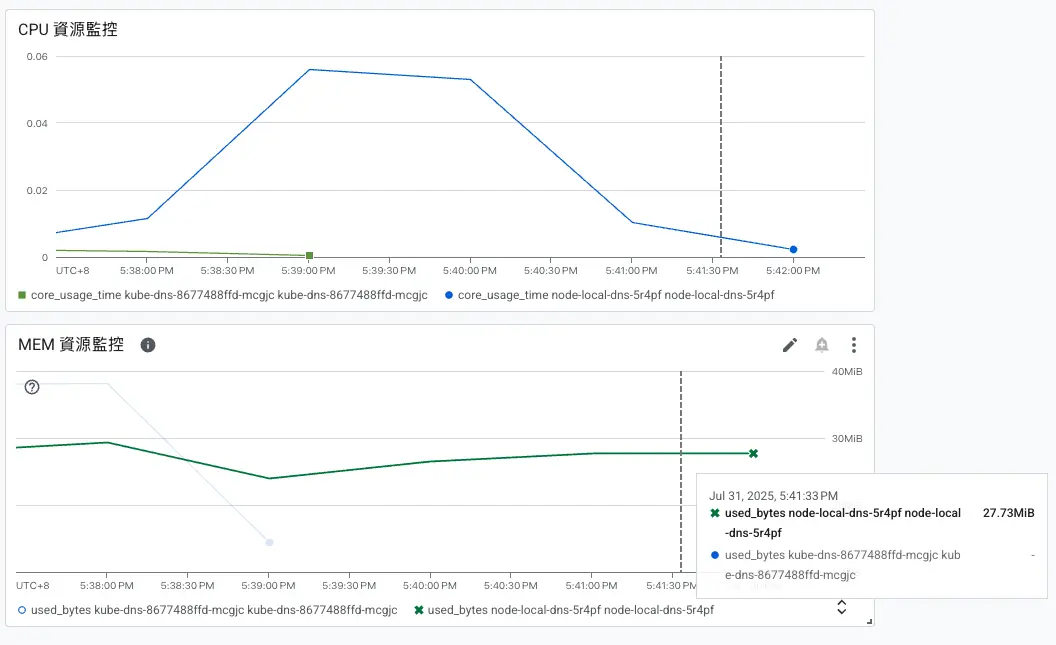 CPU 資源監控
0.06
0.04
0.02
0
UTC+8 5:38:00 PM 5:38:30 PM 5:39:00 PM 5:39:30 PM 5:40:00 PM 5:40:30 PM 5:41:00 PM 5:41:30 PM 5:42:00 PM
core_usage_time kube-dns-8677488ffd-mcgjc kube-dns-8677488ffd-mcgjc core_usage_time node-local-dns-5r4pf node-local-dns-5r4pf
MEM 資源監控
40MiB
30MiB
Jul 31, 2025, 5:41:33 PM
used_bytes node-local-dns-5r4pf node-local 27.73MiB
-dns-5r4pf
used_bytes kube-dns-8677488ffd-mcgjc kub -
e-dns-8677488ffd-mcgjc
UTC+8 5:38:00 PM 5:38:30 PM 5:39:00 PM 5:39:30 PM 5:40:00 PM 5:40:30 PM 5:41:00 PM 5:41:30 PM
used_bytes kube-dns-8677488ffd-mcgjc kube-dns-8677488ffd-mcgjc used_bytes node-local-dns-5r4pf node-local-dns-5r4pf